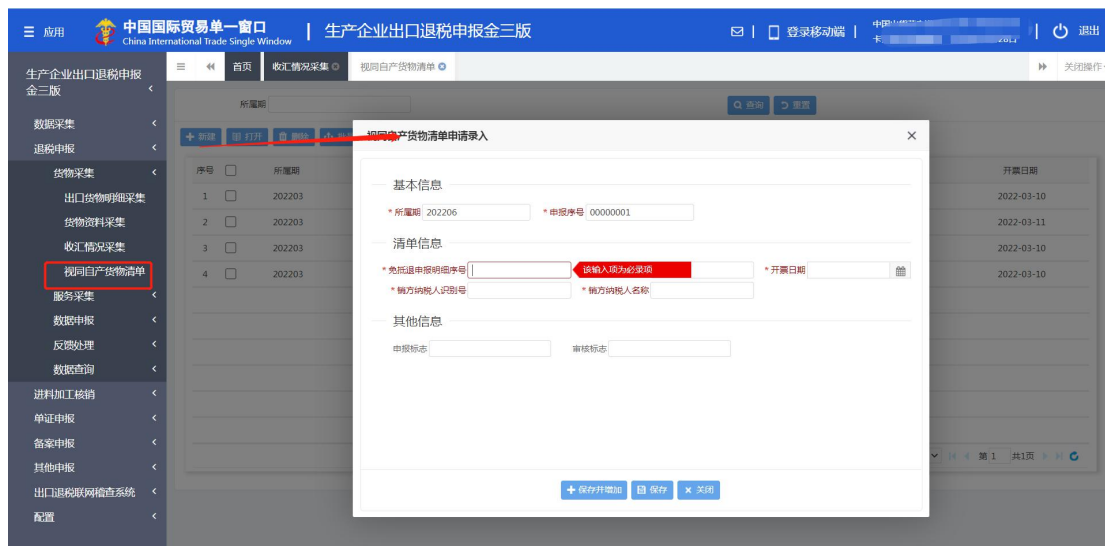 应用
中国国际贸易单一窗口
China International Trade Single Window
生产企业出口退税申报金三版
登录移动端
退出
生产企业出口退税申报金三版
首页
收汇情况采集
视同自产货物清单
关闭操作
数据采集
退税申报
货物采集
出口货物明细采集
货物资料采集
收汇情况采集
视同自产货物清单
服务采集
数据申报
反馈处理
数据查询
进料加工核销
单证申报
备案申报
其他申报
出口退税联网稽查系统
配置
所属期
查询 重置
新建 打开 删除
序号 所属期 开票日期
1 202203 2022-03-10
2 202203 2022-03-11
3 202203 2022-03-10
4 202203 2022-03-10
视同自产货物清单申请录入
基本信息
*所属期 202206 *申报序号 00000001
清单信息
*免抵退申报明细序号 该输入项为必录项 *开票日期
*销方纳税人识别号 *销方纳税人名称
其他信息
申报标志 审核标志
保存并增加 保存 关闭
第 1 共1页